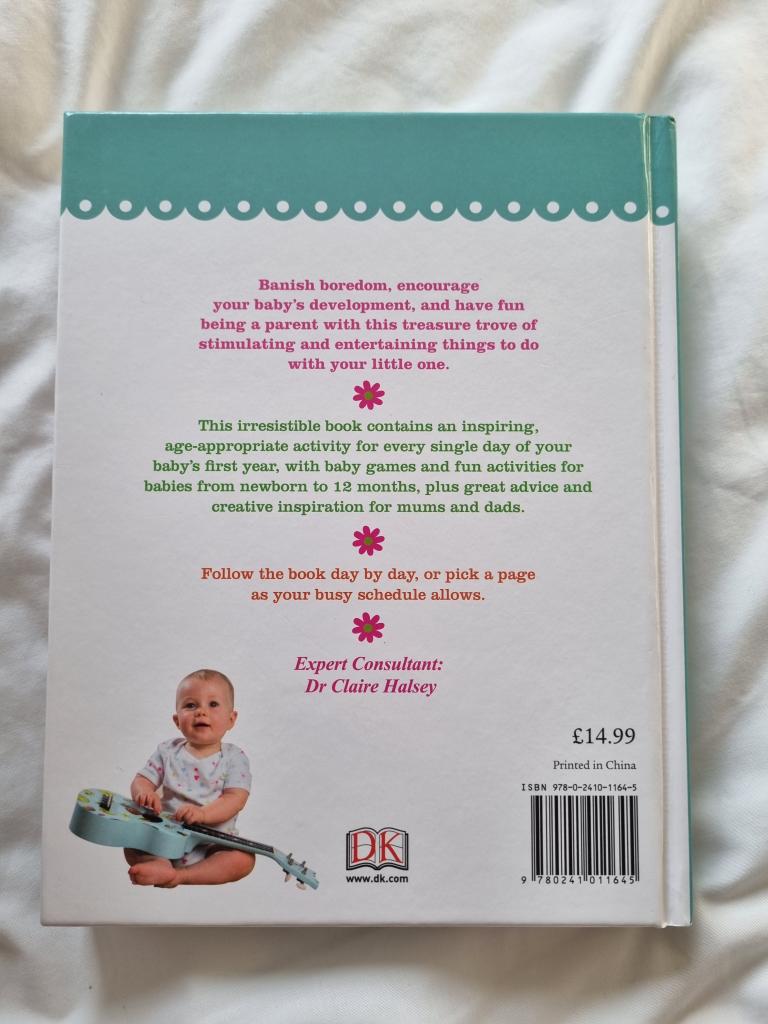 Banish boredom, encourage
your baby's development, and have fun
being a parent with this treasure trove of
stimulating and entertaining things to do
with your little one.
This irresistible book contains an inspiring,
age-appropriate activity for every single day of your
baby's first year, with baby games and fun activities for
babies from newborn to 12 months, plus great advice and
creative inspiration for mums and dads.
Follow the book day by day, or pick a page
as your busy schedule allows.
Expert Consultant:
Dr Claire Halsey
£14.99
Printed in China
ISBN 978-0-2410-1164-5
9 780241 011645
DK
www.dk.com